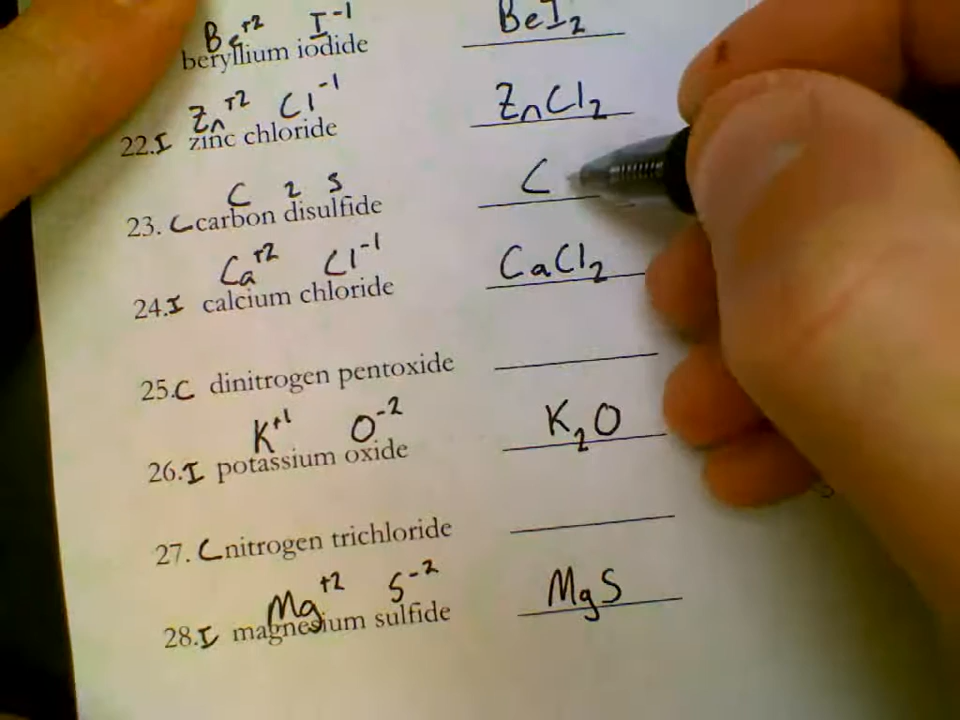 Be+2 I-1 BeI2
beryllium iodide
Zn+2 Cl-1 ZnCl2
22.I zinc chloride
C 2 S C
23. C carbon disulfide
Ca+2 Cl-1 CaCl2
24.I calcium chloride
25.C dinitrogen pentoxide
K+1 O-2 K2O
26.I potassium oxide
27. C nitrogen trichloride
Mg+2 S-2 MgS
28.I magnesium sulfide